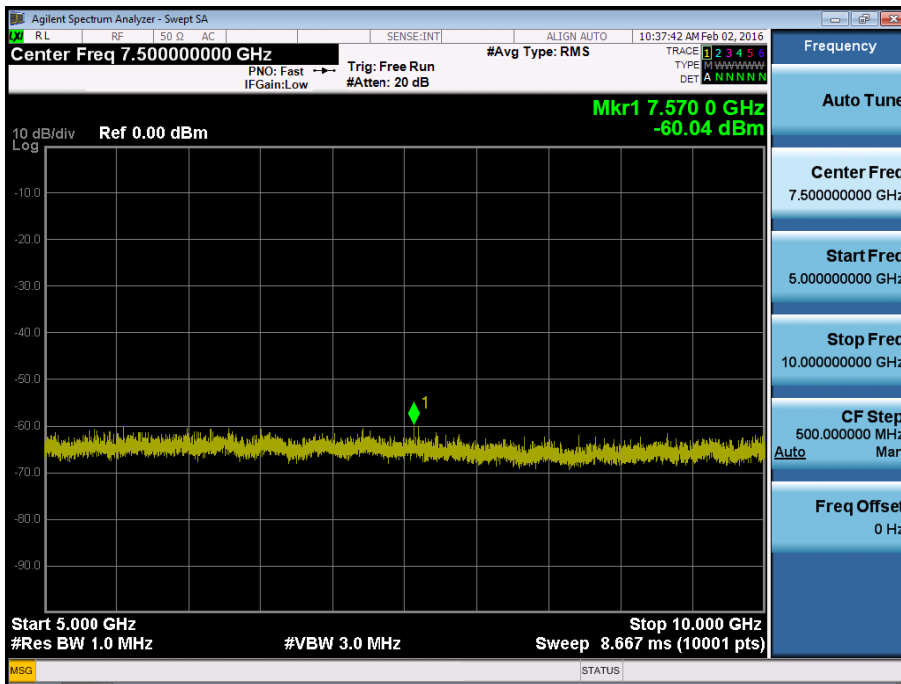 Agilent Spectrum Analyzer - Swept SA
LXI RL RF 50 Ω AC SENSE:INT ALIGN AUTO 10:37:42 AM Feb 02, 2016
Center Freq 7.500000000 GHz
PNO: Fast
IFGain:Low
Trig: Free Run
#Atten: 20 dB
#Avg Type: RMS
TRACE 1 2 3 4 5 6
TYPE M WWWWW
DET A N N N N N
Mkr1 7.570 0 GHz
-60.04 dBm
10 dB/div Ref 0.00 dBm
Log
-10.0
-20.0
-30.0
-40.0
-50.0
-60.0
-70.0
-80.0
-90.0
1
Start 5.000 GHz Stop 10.000 GHz
#Res BW 1.0 MHz #VBW 3.0 MHz Sweep 8.667 ms (10001 pts)
MSG STATUS
Frequency
Auto Tune
Center Freq
7.500000000 GHz
Start Freq
5.000000000 GHz
Stop Freq
10.000000000 GHz
CF Step
500.000000 MHz
Auto Man
Freq Offset
0 Hz